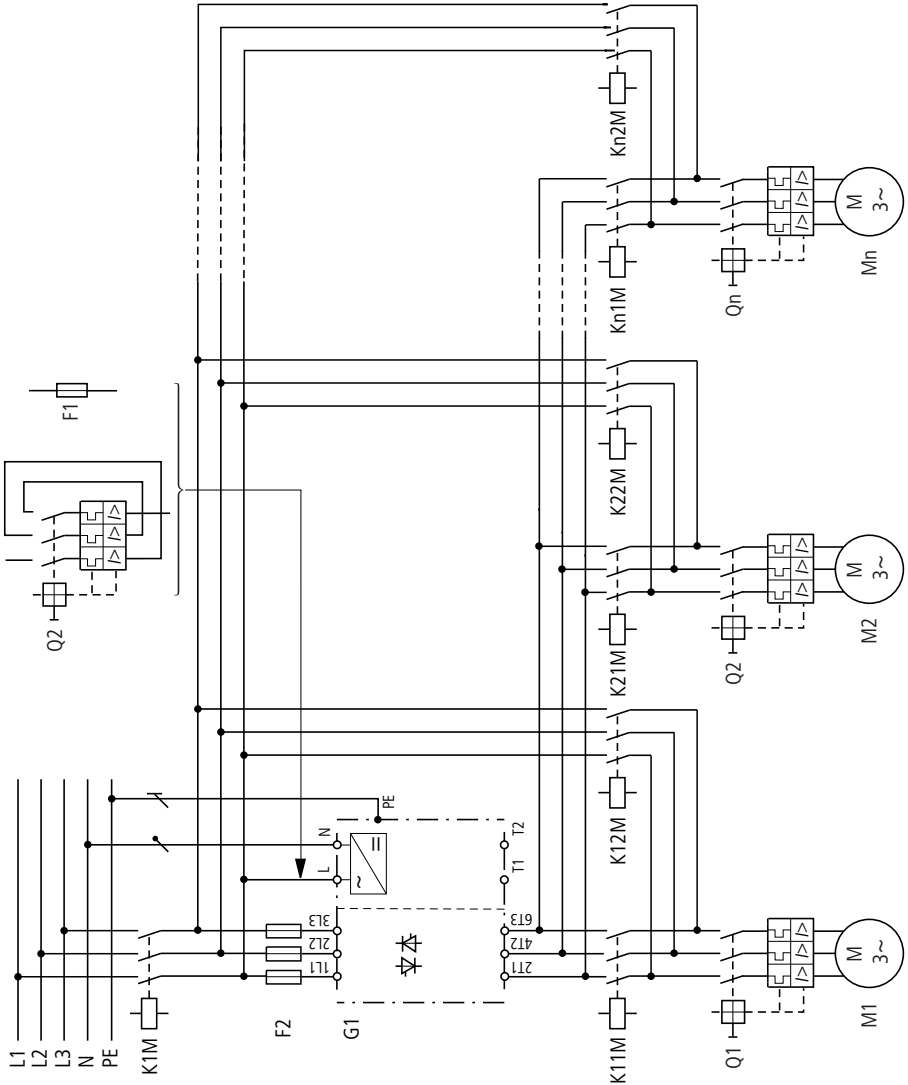 L1
L2
L3
N
PE
K1M
Q2
F1
F2
G1
1L1
2L2
3L3
L
N
PE
~
=
2T1
4T2
6T3
T1
T2
K11M
K12M
K21M
K22M
Kn1M
Kn2M
I> I> I>
Q1
I> I> I>
M
3~
M1
Q2
I> I> I>
M
3~
M2
Qn
I> I> I>
M
3~
Mn